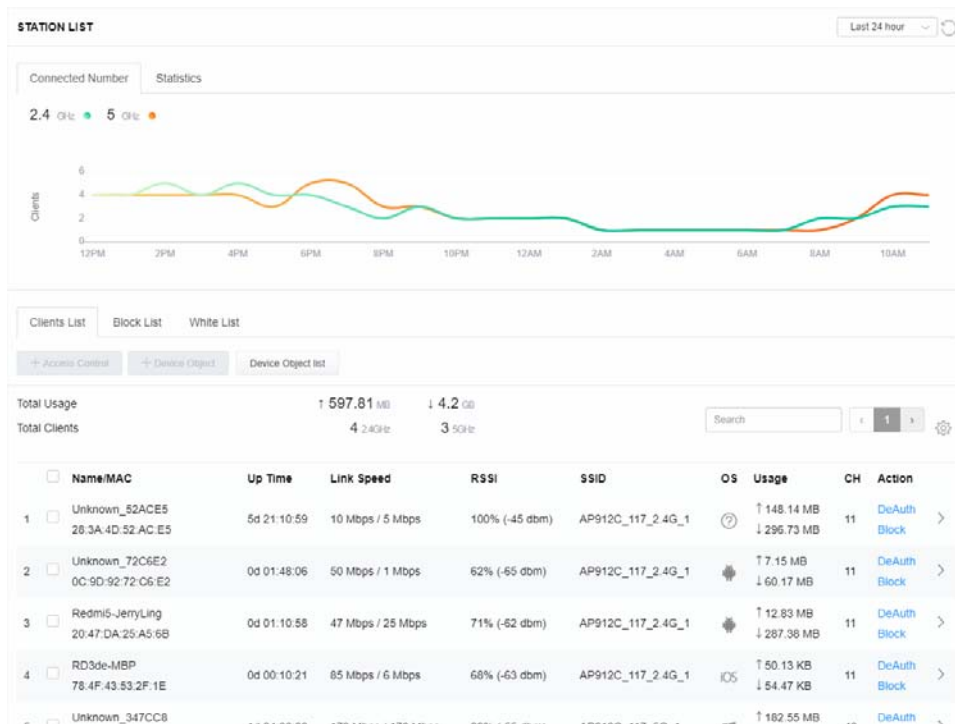 STATION LIST
Last 24 hour
Connected Number Statistics
2.4 GHz 5 GHz
Clients
6
4
2
0
12PM 2PM 4PM 6PM 8PM 10PM 12AM 2AM 4AM 6AM 8AM 10AM
Clients List Block List White List
+ Access Control + Device Object Device Object list
Total Usage ↑ 597.81 MB ↓ 4.2 GB
Total Clients 4 2.4GHz 3 5GHz
Search < 1 >
Name/MAC Up Time Link Speed RSSI SSID OS Usage CH Action
1 Unknown_52ACE5 28:3A:4D:52:AC:E5 5d 21:10:59 10 Mbps / 5 Mbps 100% (-45 dbm) AP912C_117_2.4G_1 ↑ 148.14 MB ↓ 296.73 MB 11 DeAuth Block
2 Unknown_72C6E2 0C:9D:92:72:C6:E2 0d 01:48:06 50 Mbps / 1 Mbps 62% (-65 dbm) AP912C_117_2.4G_1 ↑ 7.15 MB ↓ 60.17 MB 11 DeAuth Block
3 Redmi5-JerryLing 20:47:DA:25:A5:6B 0d 01:10:58 47 Mbps / 25 Mbps 71% (-62 dbm) AP912C_117_2.4G_1 ↑ 12.83 MB ↓ 287.38 MB 11 DeAuth Block
4 RD3de-MBP 78:4F:43:53:2F:1E 0d 00:10:21 85 Mbps / 6 Mbps 68% (-63 dbm) AP912C_117_2.4G_1 iOS ↑ 50.13 KB ↓ 54.47 KB 11 DeAuth Block
Unknown_347CC8 ↑ 182.55 MB DeAuth